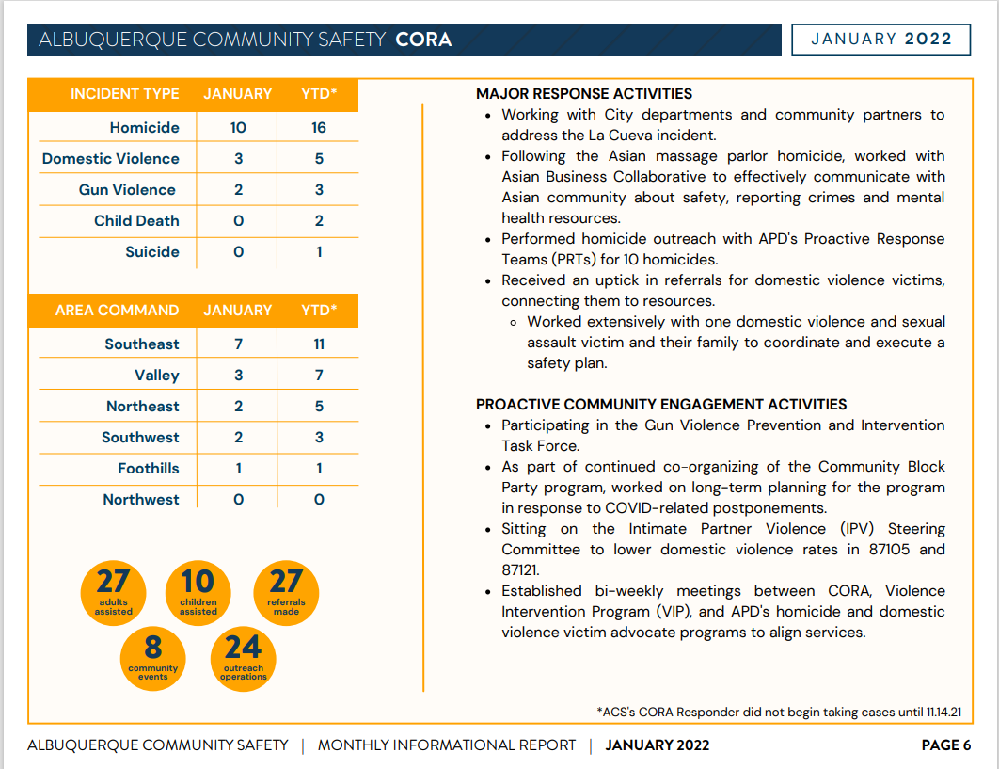 ALBUQUERQUE COMMUNITY SAFETY CORA
JANUARY 2022
INCIDENT TYPE JANUARY YTD*
Homicide 10 16
Domestic Violence 3 5
Gun Violence 2 3
Child Death 0 2
Suicide 0 1
AREA COMMAND JANUARY YTD*
Southeast 7 11
Valley 3 7
Northeast 2 5
Southwest 2 3
Foothills 1 1
Northwest 0 0
27
adults
assisted
10
children
assisted
27
referrals
made
8
community
events
24
outreach
operations
MAJOR RESPONSE ACTIVITIES
• Working with City departments and community partners to
address the La Cueva incident.
• Following the Asian massage parlor homicide, worked with
Asian Business Collaborative to effectively communicate with
Asian community about safety, reporting crimes and mental
health resources.
• Performed homicide outreach with APD's Proactive Response
Teams (PRTs) for 10 homicides.
• Received an uptick in referrals for domestic violence victims,
connecting them to resources.
◦ Worked extensively with one domestic violence and sexual
assault victim and their family to coordinate and execute a
safety plan.
PROACTIVE COMMUNITY ENGAGEMENT ACTIVITIES
• Participating in the Gun Violence Prevention and Intervention
Task Force.
• As part of continued co-organizing of the Community Block
Party program, worked on long-term planning for the program
in response to COVID-related postponements.
• Sitting on the Intimate Partner Violence (IPV) Steering
Committee to lower domestic violence rates in 87105 and
87121.
• Established bi-weekly meetings between CORA, Violence
Intervention Program (VIP), and APD's homicide and domestic
violence victim advocate programs to align services.
*ACS's CORA Responder did not begin taking cases until 11.14.21
ALBUQUERQUE COMMUNITY SAFETY | MONTHLY INFORMATIONAL REPORT | JANUARY 2022 PAGE 6